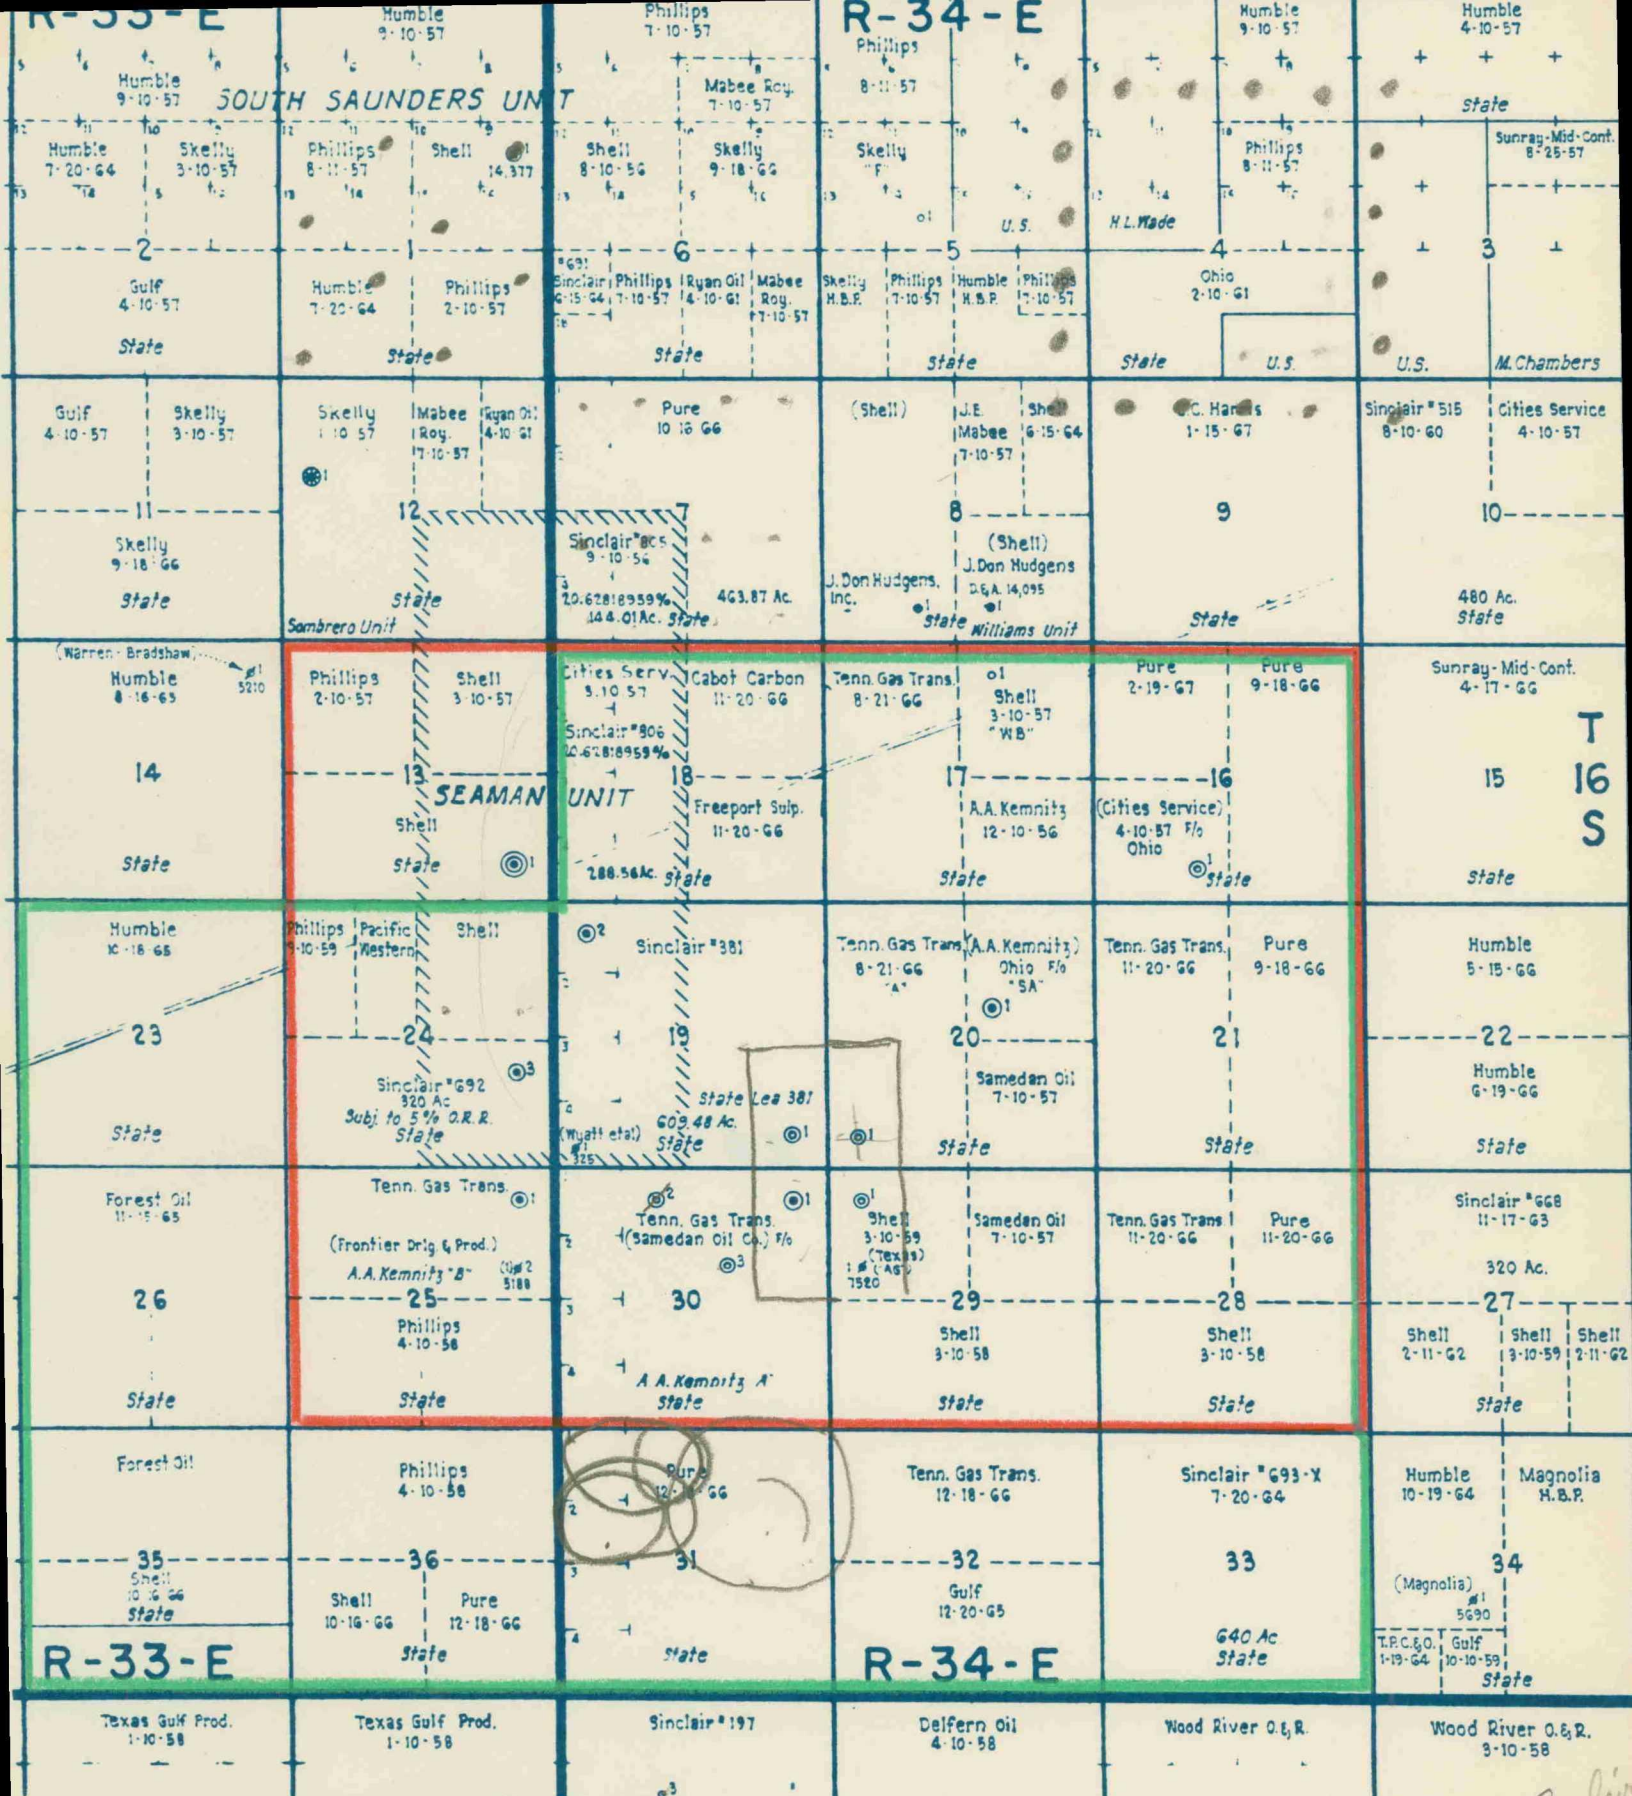 R-33-E
Humble
9-10-57
Phillips
7-10-57
R-34-E
Phillips
8-11-57
Humble
9-10-57
Humble
4-10-57
Humble
9-10-57
SOUTH SAUNDERS UNIT
Mabee Roy.
7-10-57
State
Humble
7-20-64
Skelly
3-10-57
Phillips
8-11-57
Shell
14,377
Shell
8-10-56
Skelly
9-18-66
Skelly
"F"
U.S.
H.L.Wade
Phillips
8-11-57
Sunray-Mid-Cont.
8-25-57
2
1
6
5
4
3
Gulf
4-10-57
State
Humble
7-20-64
Phillips
2-10-57
State
#691
Sinclair
6-15-64
Phillips
7-10-57
Ryan Oil
4-10-61
Mabee
Roy.
7-10-57
State
Skelly
H.B.P.
Phillips
7-10-57
Humble
H.B.P.
Phillips
7-10-57
State
Ohio
2-10-61
State
U.S.
U.S.
M.Chambers
Gulf
4-10-57
Skelly
3-10-57
Skelly
1-10-57
Mabee
Roy.
7-10-57
Ryan Oil
4-10-61
Pure
10-18-66
(Shell)
J.E.
Mabee
7-10-57
Shell
6-15-64
J.C. Harris
1-15-67
Sinclair #515
8-10-60
Cities Service
4-10-57
11
12
7
8
9
10
Skelly
9-18-66
State
State
Sombrero Unit
Sinclair #805
9-10-56
20.62818959%
144.01Ac.
463.87 Ac.
State
J.Don Hudgens,
Inc.
State
(Shell)
J.Don Hudgens
D.&A. 14,095
Williams Unit
State
480 Ac.
State
(Warren-Bradshaw)
Humble
8-16-65
5210
14
State
Phillips
2-10-57
Shell
3-10-57
13
SEAMAN UNIT
Shell
State
Cities Serv.
3-10-57
Sinclair #806
20.62818959%
288.56Ac.
Cabot Carbon
11-20-66
18
Freeport Sulp.
11-20-66
State
Tenn. Gas Trans.
8-21-66
Shell
3-10-57
"WB"
17
A.A. Kemnitz
12-10-56
State
Pure
2-19-67
Pure
9-18-66
16
(Cities Service)
4-10-57 F/o
Ohio
State
Sunray-Mid-Cont.
4-17-66
15
State
T
16
S
Humble
10-18-65
23
State
Phillips
9-10-59
Pacific
Western
Shell
24
Sinclair #692
320 Ac
Subj. to 5% O.R.R.
State
Sinclair #381
19
State Lea 381
609.48 Ac.
State
(Wyatt etal)
325
Tenn. Gas Trans.
8-21-66
"A"
(A.A. Kemnitz)
Ohio F/o
"SA"
20
Samedan Oil
7-10-57
State
Tenn. Gas Trans.
11-20-66
Pure
9-18-66
21
State
Humble
5-15-66
22
Humble
6-19-66
State
Forest Oil
11-15-65
26
State
Tenn. Gas Trans.
(Frontier Drlg. & Prod.)
A.A. Kemnitz "B"
5188
25
Phillips
4-10-58
State
Tenn. Gas Trans.
(Samedan Oil Co.) F/o
30
A A. Kemnitz A
State
Shell
3-10-59
(Texas)
("AS")
7520
Samedan Oil
7-10-57
29
Shell
3-10-58
State
Tenn. Gas Trans
11-20-66
Pure
11-20-66
28
Shell
3-10-58
State
Sinclair #668
11-17-63
320 Ac.
27
Shell
2-11-62
Shell
3-10-59
Shell
2-11-62
State
Forest Oil
35
Shell
10-16-66
State
Phillips
4-10-58
36
Shell
10-16-66
Pure
12-18-66
State
Pure
31
State
Tenn. Gas Trans.
12-18-66
32
Gulf
12-20-65
Sinclair #693-X
7-20-64
33
640 Ac
State
Humble
10-19-64
Magnolia
H.B.P.
34
(Magnolia)
5690
T.P.C.&O.
1-19-64
Gulf
10-10-59
State
R-33-E
R-34-E
Texas Gulf Prod.
1-10-58
Texas Gulf Prod.
1-10-58
Sinclair #197
Delfern Oil
4-10-58
Wood River O.& R.
Wood River O.& R.
3-10-58